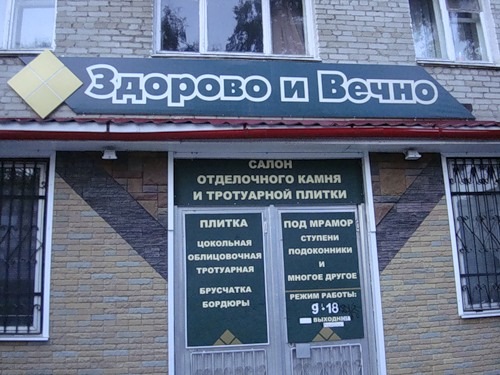 Здорово и Вечно
САЛОН
ОТДЕЛОЧНОГО КАМНЯ
И ТРОТУАРНОЙ ПЛИТКИ
ПЛИТКА
ЦОКОЛЬНАЯ
ОБЛИЦОВОЧНАЯ
ТРОТУАРНАЯ
БРУСЧАТКА
БОРДЮРЫ
ПОД МРАМОР
СТУПЕНИ
ПОДОКОННИКИ
И
МНОГОЕ ДРУГОЕ
РЕЖИМ РАБОТЫ:
9-18
ВЫХОДНИЕ